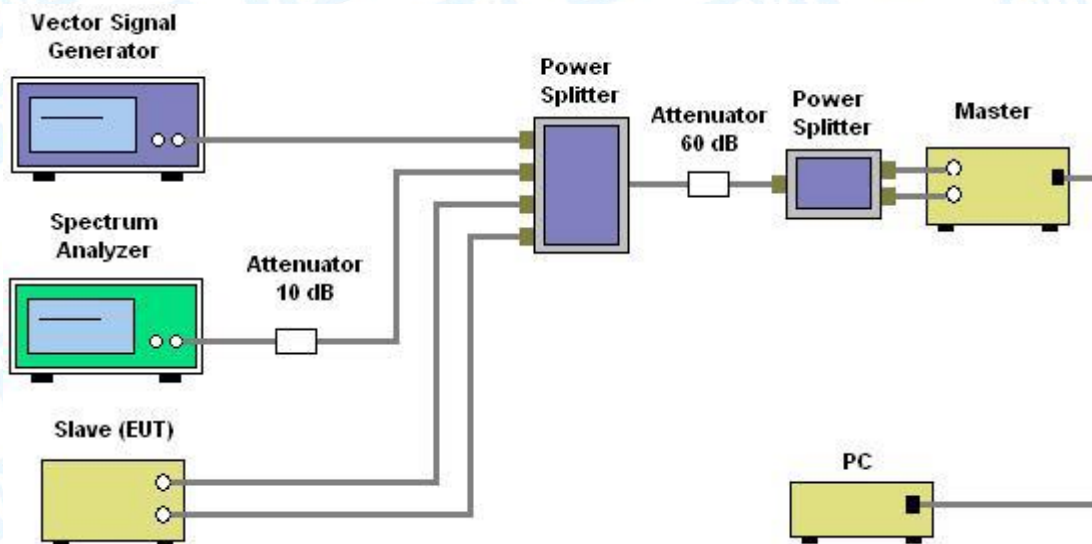 Vector Signal
Generator
Power
Splitter
Attenuator
60 dB
Power
Splitter
Master
Spectrum
Analyzer
Attenuator
10 dB
Slave (EUT)
PC